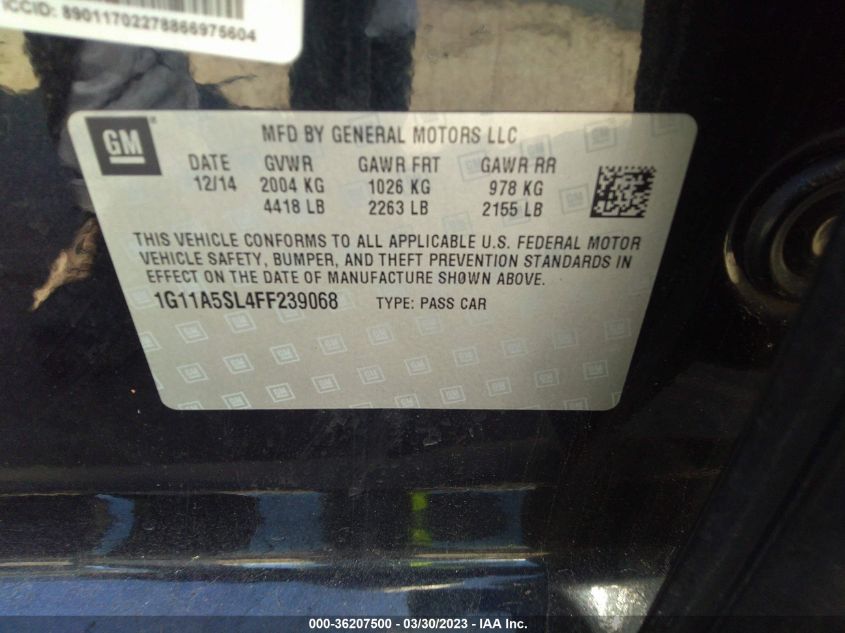 ICCID: 89011702278866975604
GM
MFD BY GENERAL MOTORS LLC
DATE GVWR GAWR FRT GAWR RR
12/14 2004 KG 1026 KG 978 KG
4418 LB 2263 LB 2155 LB
THIS VEHICLE CONFORMS TO ALL APPLICABLE U.S. FEDERAL MOTOR
VEHICLE SAFETY, BUMPER, AND THEFT PREVENTION STANDARDS IN
EFFECT ON THE DATE OF MANUFACTURE SHOWN ABOVE.
1G11A5SL4FF239068 TYPE: PASS CAR
000-36207500 - 03/30/2023 - IAA Inc.